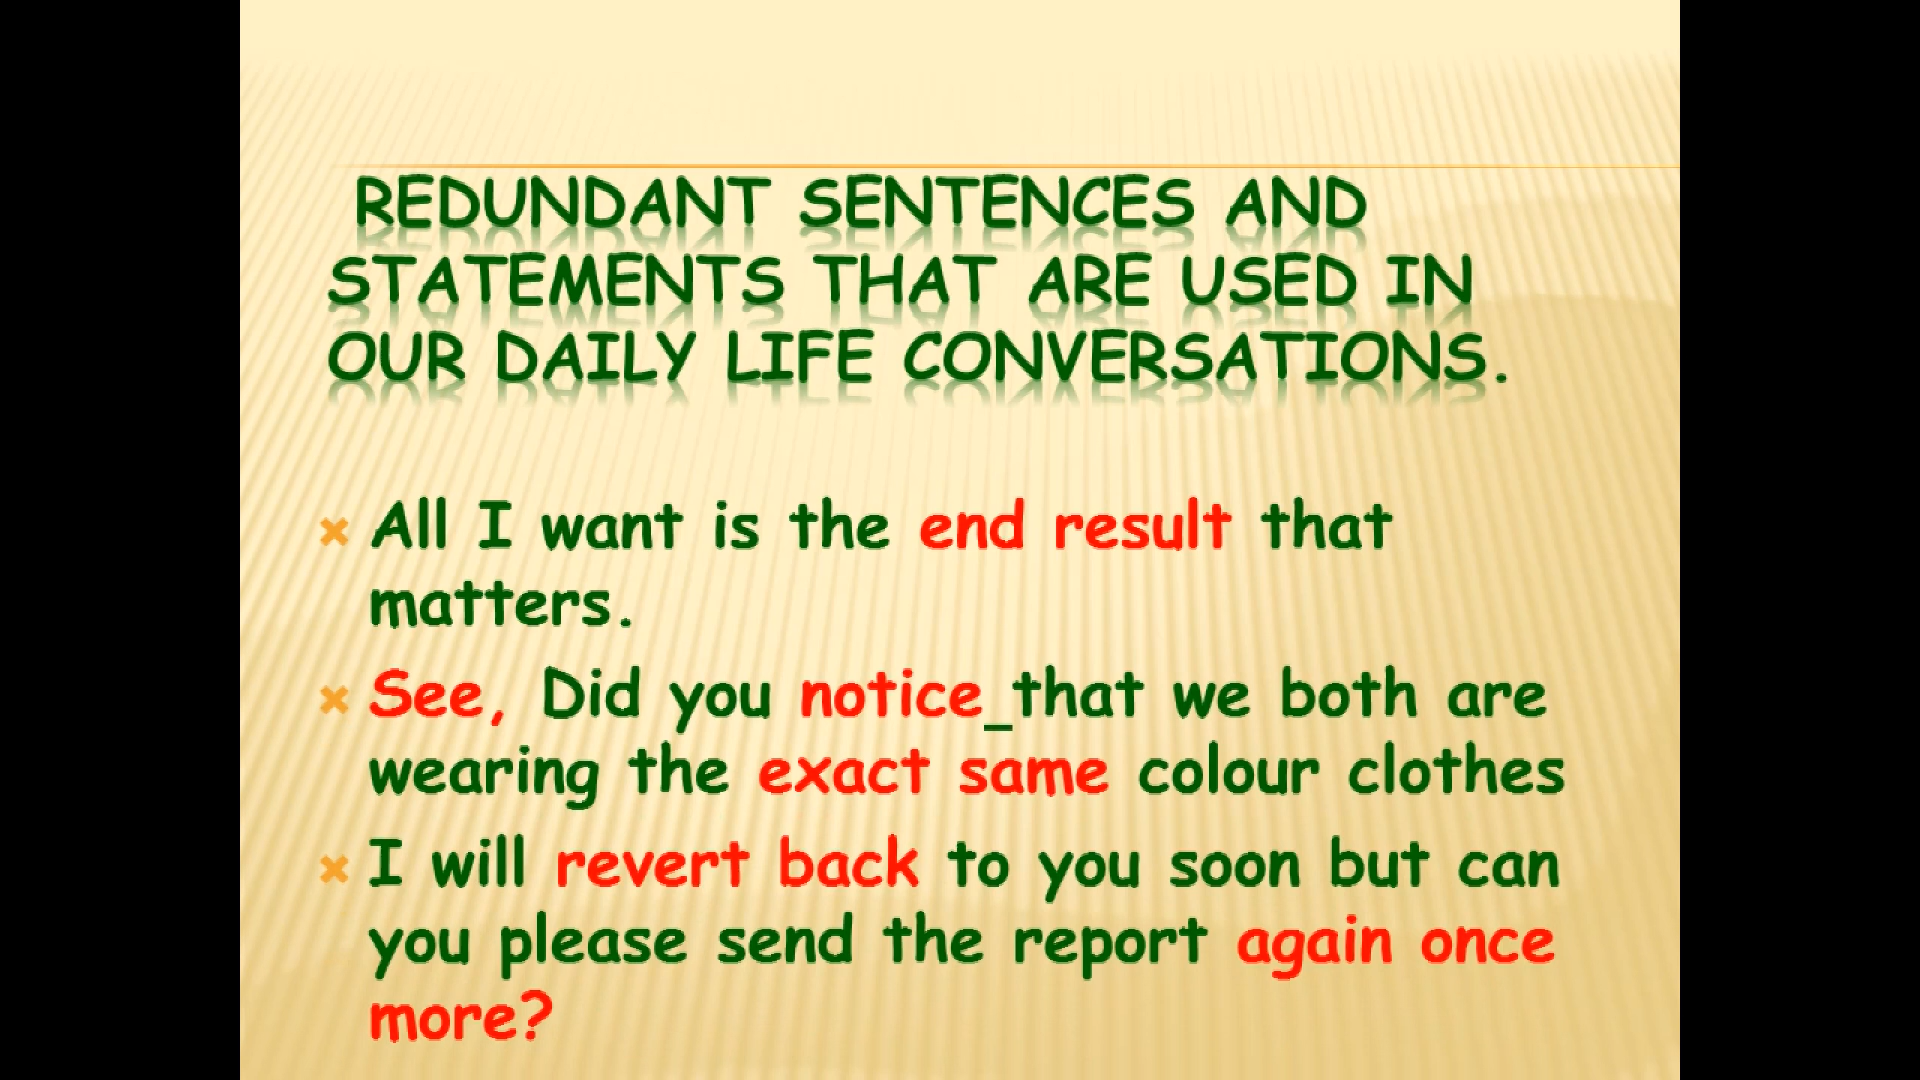 REDUNDANT SENTENCES AND
STATEMENTS THAT ARE USED IN
OUR DAILY LIFE CONVERSATIONS.
All I want is the end result that
matters.
See, Did you notice_that we both are
wearing the exact same colour clothes
I will revert back to you soon but can
you please send the report again once
more?